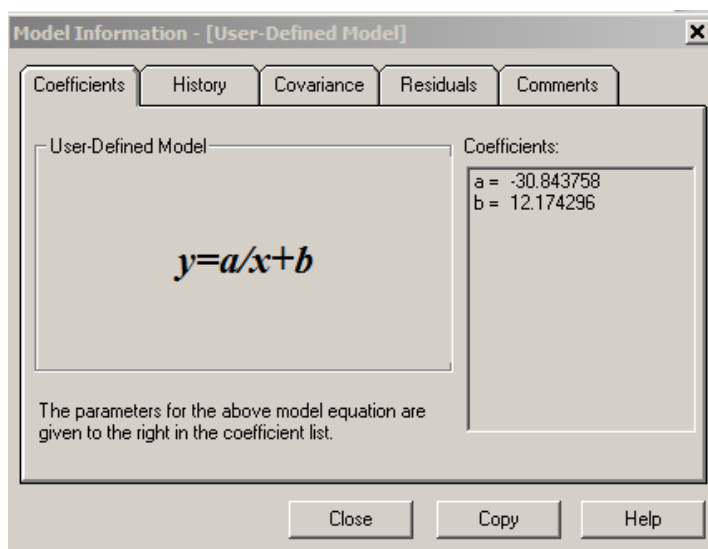 Model Information - [User-Defined Model]
Coefficients History Covariance Residuals Comments
User-Defined Model
y=a/x+b
Coefficients:
a = -30.843758
b = 12.174296
The parameters for the above model equation are
given to the right in the coefficient list.
Close Copy Help